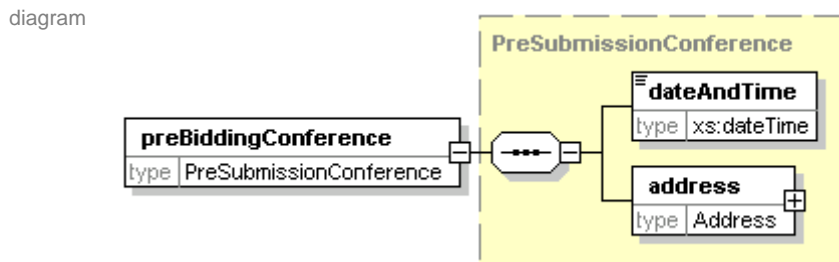 diagram
PreSubmissionConference
dateAndTime
type xs:dateTime
preBiddingConference
type PreSubmissionConference
address
type Address